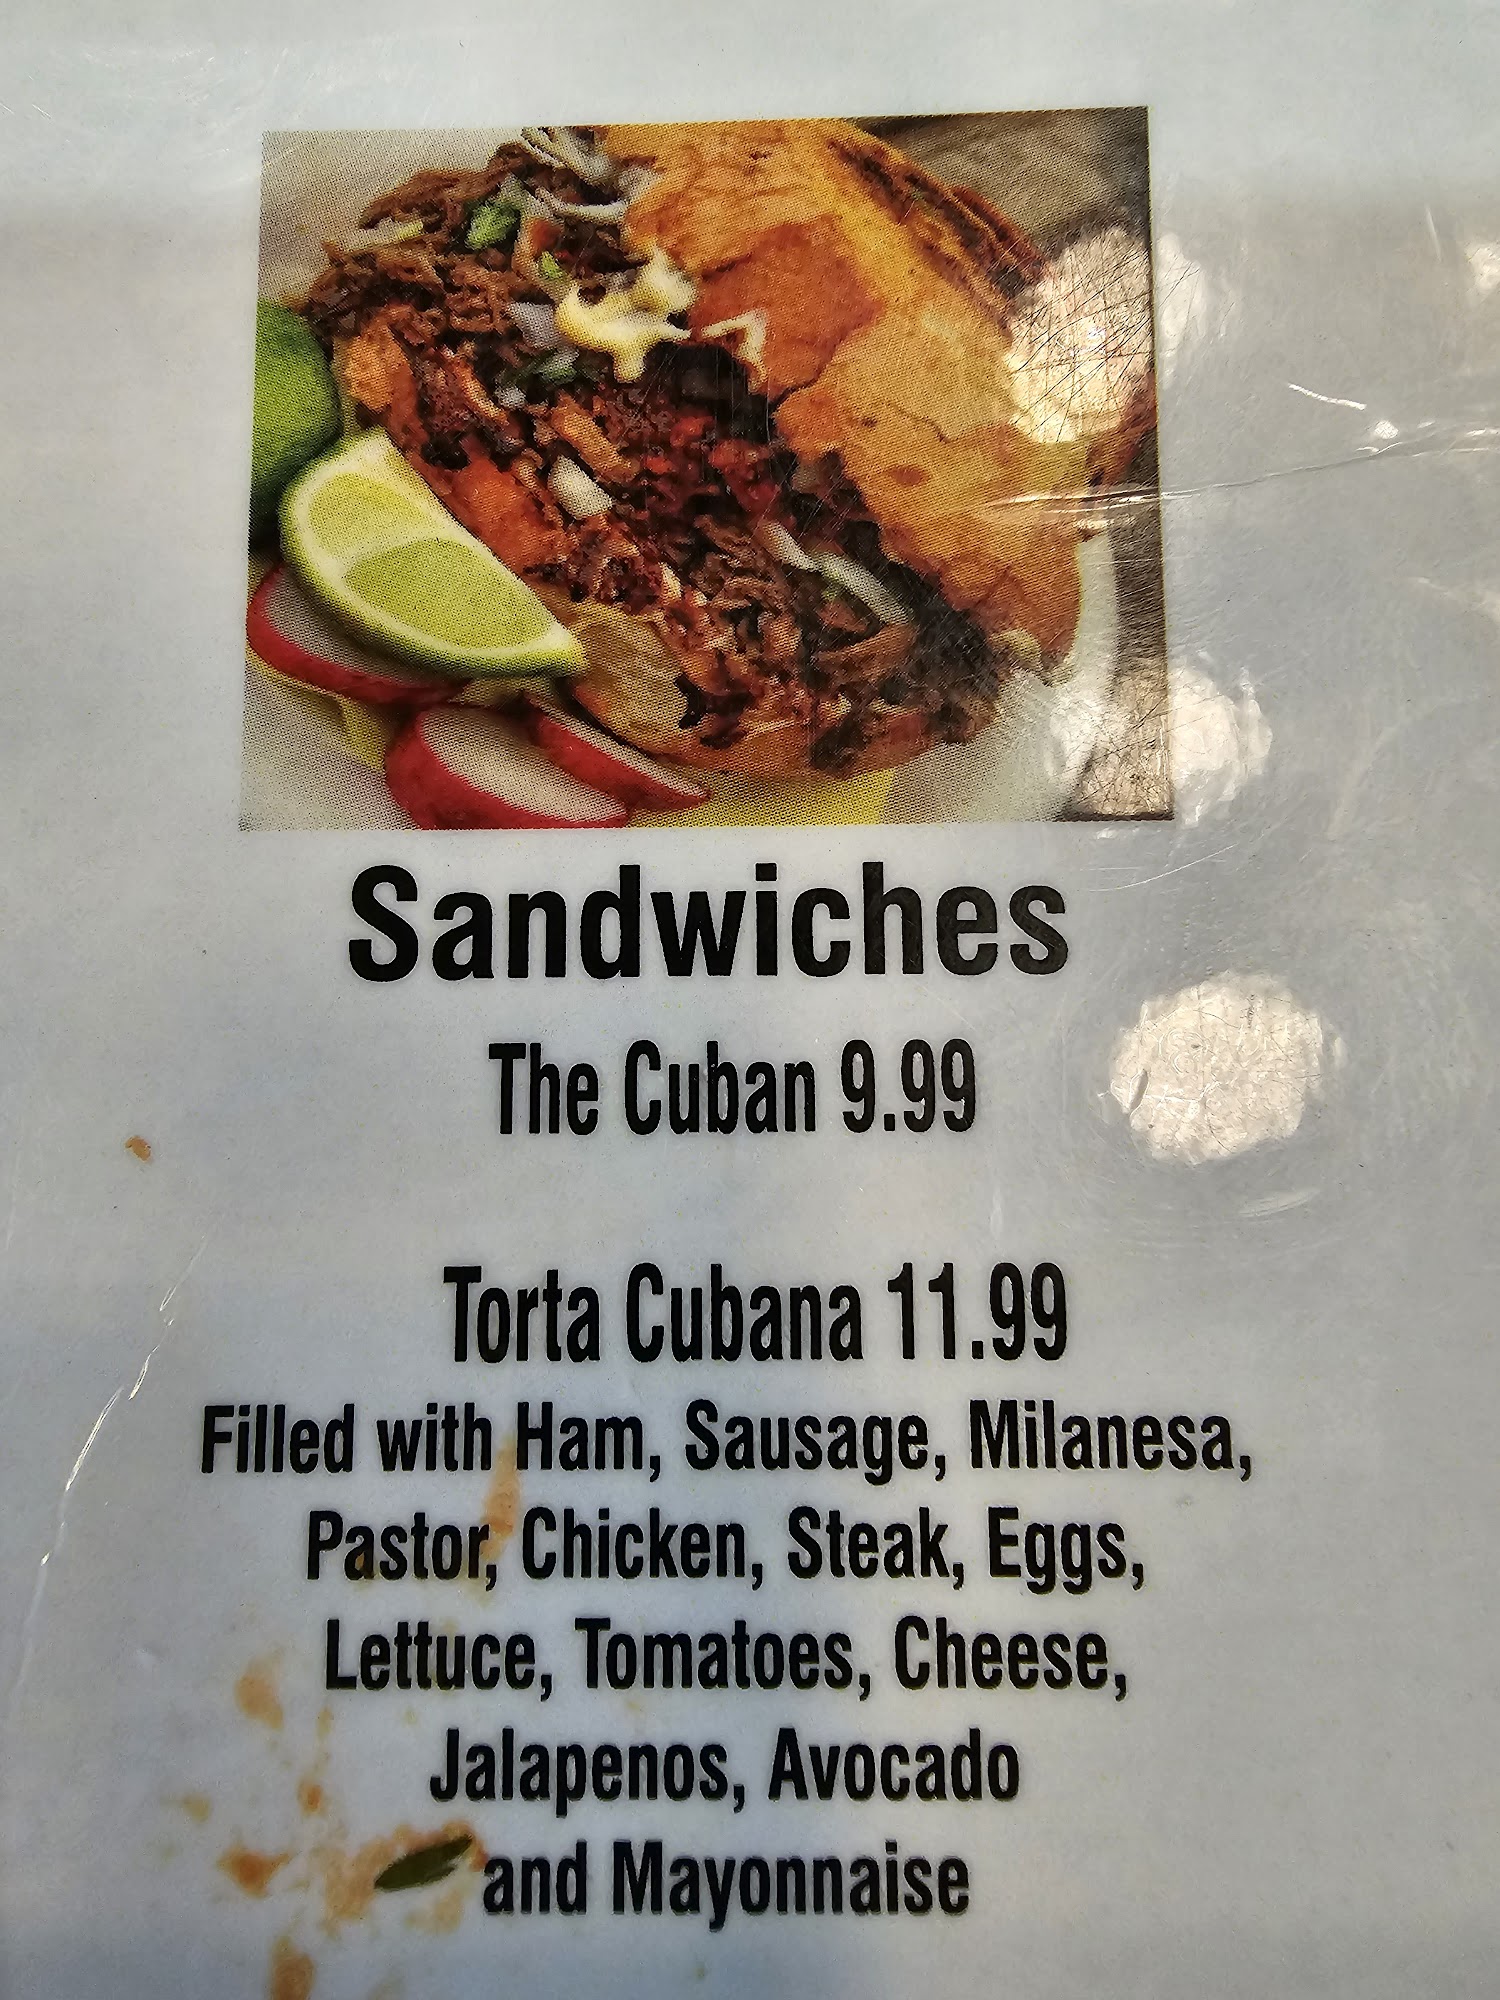 Sandwiches
The Cuban 9.99
Torta Cubana 11.99
Filled with Ham, Sausage, Milanesa,
Pastor, Chicken, Steak, Eggs,
Lettuce, Tomatoes, Cheese,
Jalapenos, Avocado
and Mayonnaise